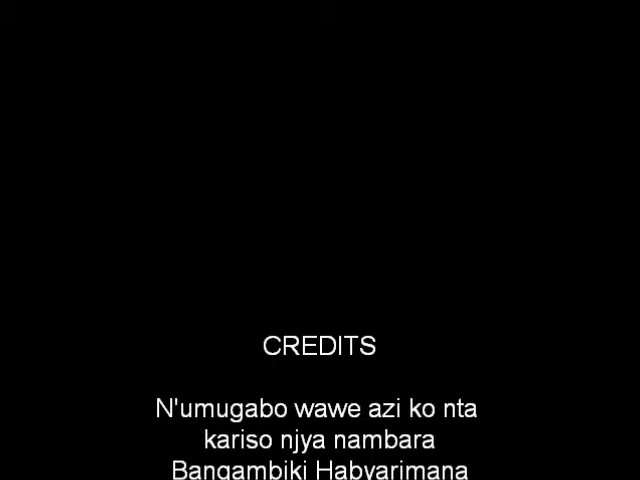 CREDITS
N'umugabo wawe azi ko nta
kariso njya nambara
Bangambiki Habyarimana